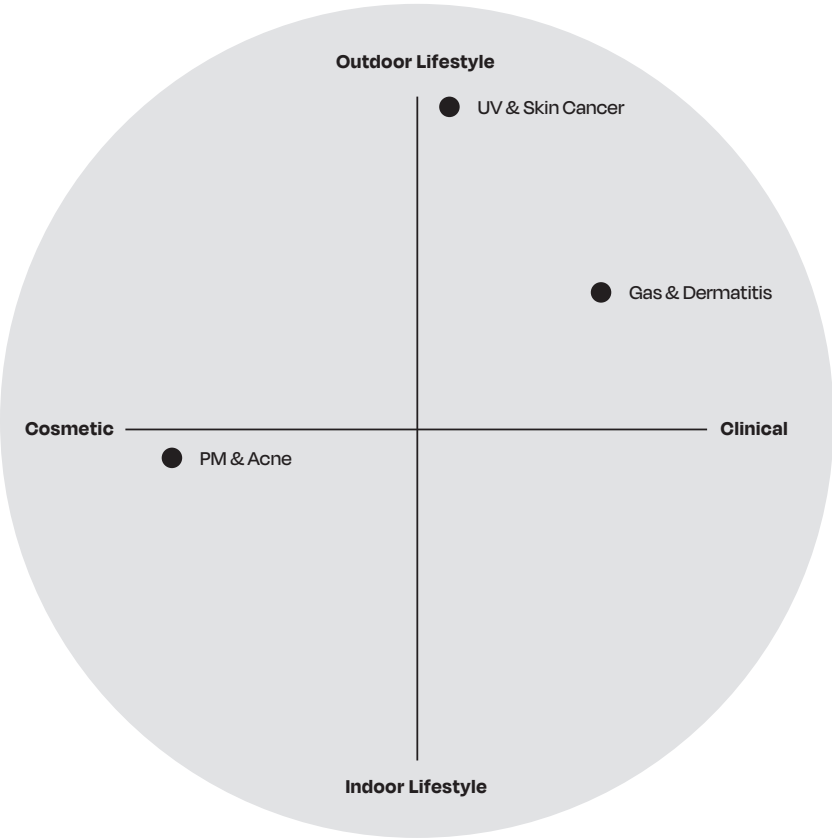 Outdoor Lifestyle
UV & Skin Cancer
Gas & Dermatitis
Cosmetic
Clinical
PM & Acne
Indoor Lifestyle